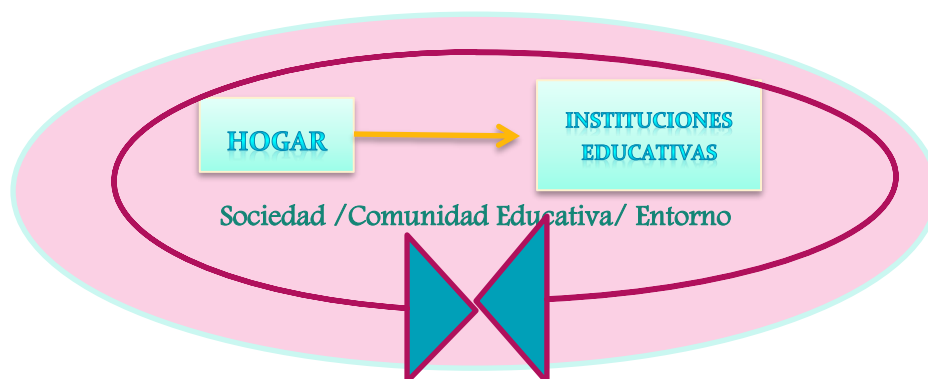 HOGAR
INSTITUCIONES
EDUCATIVAS
Sociedad /Comunidad Educativa/ Entorno